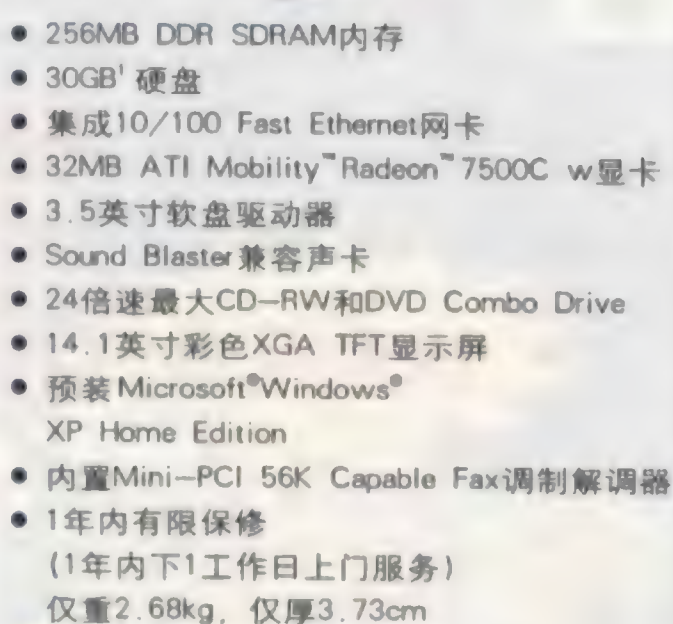 ● 256MB DDR SDRAM内存
● 30GB¹ 硬盘
● 集成10/100 Fast Ethernet网卡
● 32MB ATI Mobility™Radeon™7500C w显卡
● 3.5英寸软盘驱动器
● Sound Blaster兼容声卡
● 24倍速最大CD-RW和DVD Combo Drive
● 14.1英寸彩色XGA TFT显示屏
● 预装Microsoft®Windows®
XP Home Edition
● 内置Mini-PCI 56K Capable Fax调制解调器
● 1年内有限保修
(1年内下1工作日上门服务)
仅重2.68kg, 仅厚3.73cm